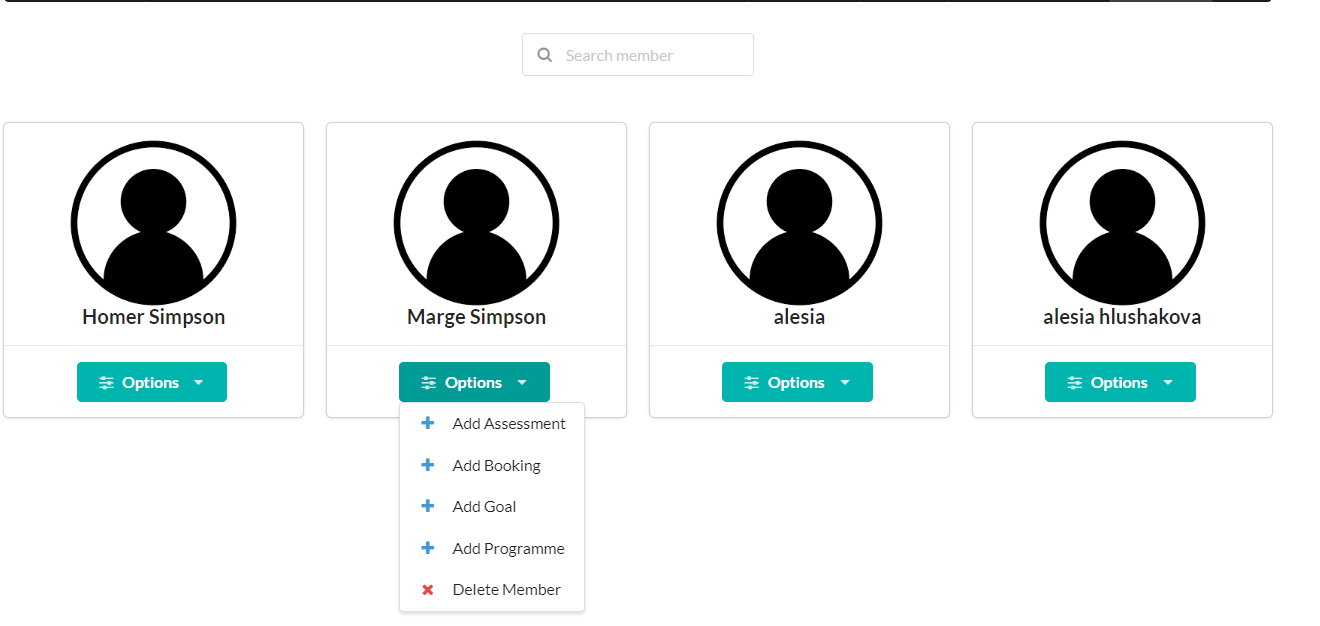 Search member
Homer Simpson
Marge Simpson
alesia
alesia hlushakova
Options
Options
Options
Options
Add Assessment
Add Booking
Add Goal
Add Programme
Delete Member